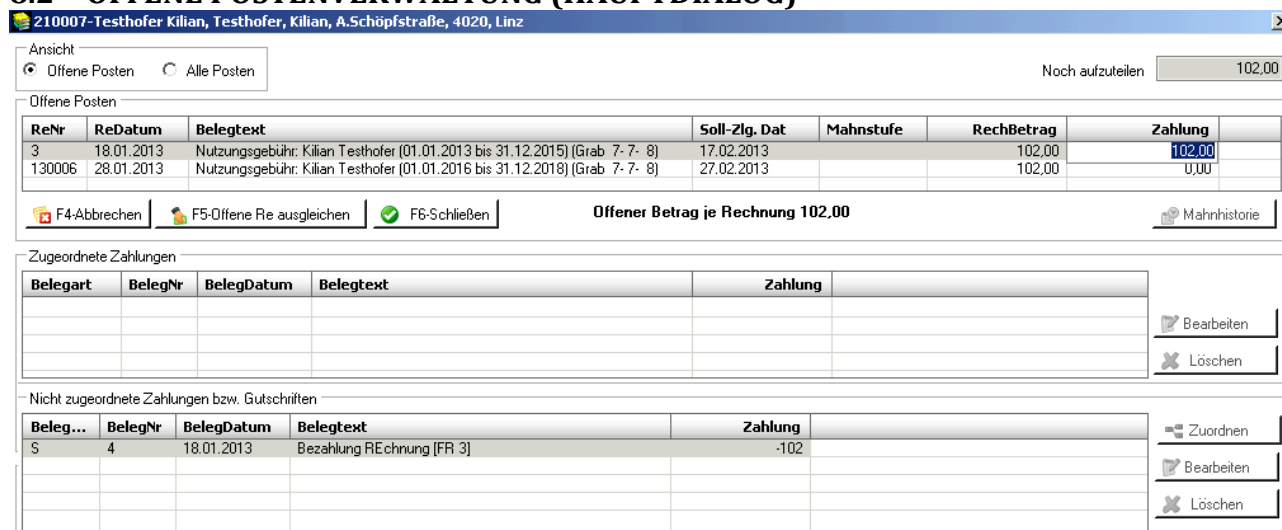 8.2 OFFENE POSTENVERWALTUNG (HAUPTDIALOG)
210007-Testhofer Kilian, Testhofer, Kilian, A.Schöpfstraße, 4020, Linz
Ansicht
Offene Posten Alle Posten Noch aufzuteilen 102,00
Offene Posten
ReNr ReDatum Belegtext Soll-Zlg. Dat Mahnstufe RechBetrag Zahlung
3 18.01.2013 Nutzungsgebühr: Kilian Testhofer (01.01.2013 bis 31.12.2015) (Grab 7- 7- 8) 17.02.2013 102,00 102,00
130006 28.01.2013 Nutzungsgebühr: Kilian Testhofer (01.01.2016 bis 31.12.2018) (Grab 7- 7- 8) 27.02.2013 102,00 0,00
F4-Abbrechen F5-Offene Re ausgleichen F6-Schließen Offener Betrag je Rechnung 102,00 Mahnhistorie
Zugeordnete Zahlungen
Belegart BelegNr BelegDatum Belegtext Zahlung
Bearbeiten
Löschen
Nicht zugeordnete Zahlungen bzw. Gutschriften
Beleg... BelegNr BelegDatum Belegtext Zahlung
S 4 18.01.2013 Bezahlung REchnung [FR 3] -102
Zuordnen
Bearbeiten
Löschen